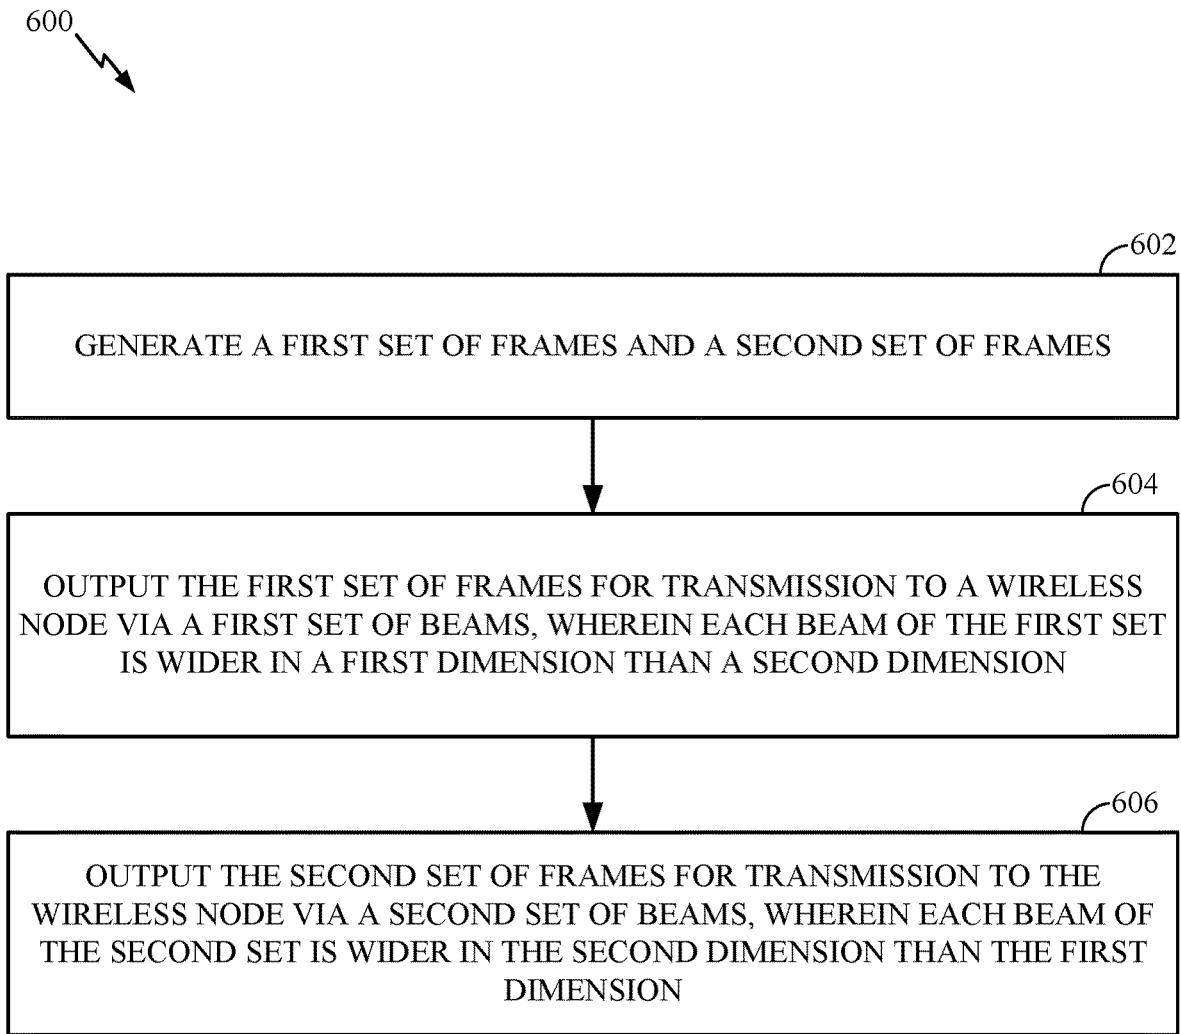 600
602
GENERATE A FIRST SET OF FRAMES AND A SECOND SET OF FRAMES
604
OUTPUT THE FIRST SET OF FRAMES FOR TRANSMISSION TO A WIRELESS
NODE VIA A FIRST SET OF BEAMS, WHEREIN EACH BEAM OF THE FIRST SET
IS WIDER IN A FIRST DIMENSION THAN A SECOND DIMENSION
606
OUTPUT THE SECOND SET OF FRAMES FOR TRANSMISSION TO THE
WIRELESS NODE VIA A SECOND SET OF BEAMS, WHEREIN EACH BEAM OF
THE SECOND SET IS WIDER IN THE SECOND DIMENSION THAN THE FIRST
DIMENSION